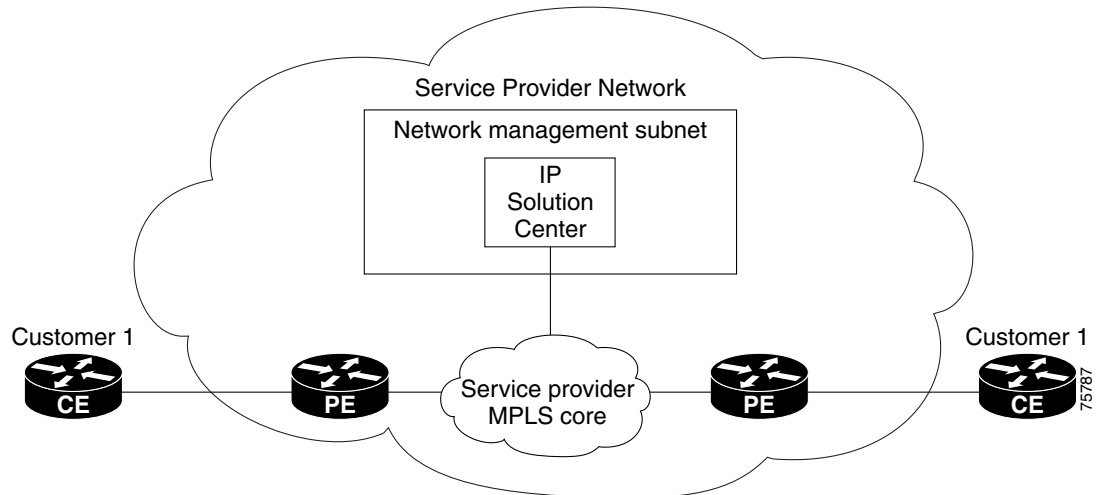 Service Provider Network
Network management subnet
IP
Solution
Center
Customer 1
Customer 1
CE
PE
Service provider
MPLS core
PE
CE
75787